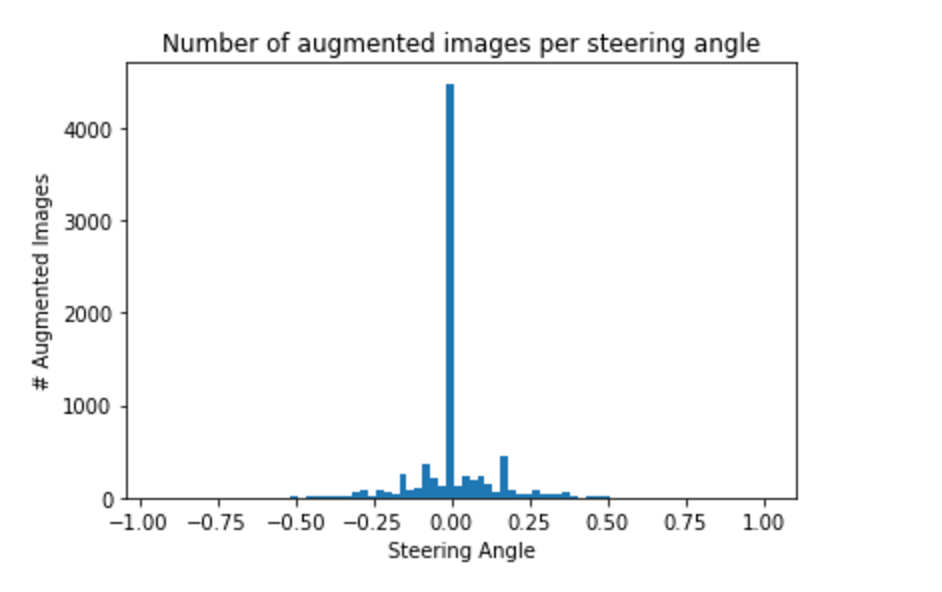 Number of augmented images per steering angle
# Augmented Images
4000
3000
2000
1000
0
−1.00 −0.75 −0.50 −0.25 0.00 0.25 0.50 0.75 1.00
Steering Angle